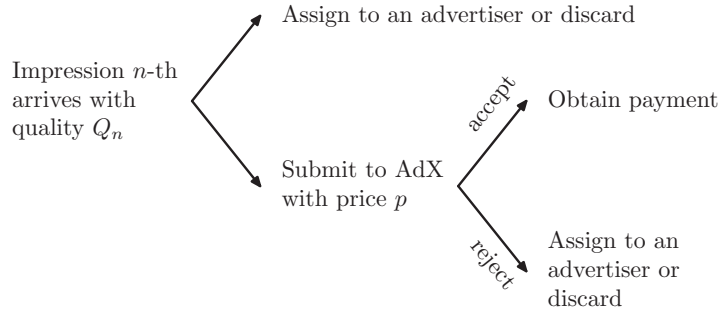 Assign to an advertiser or discard
Impression n-th
arrives with
quality Q_n
accept
Obtain payment
Submit to AdX
with price p
reject
Assign to an
advertiser or
discard